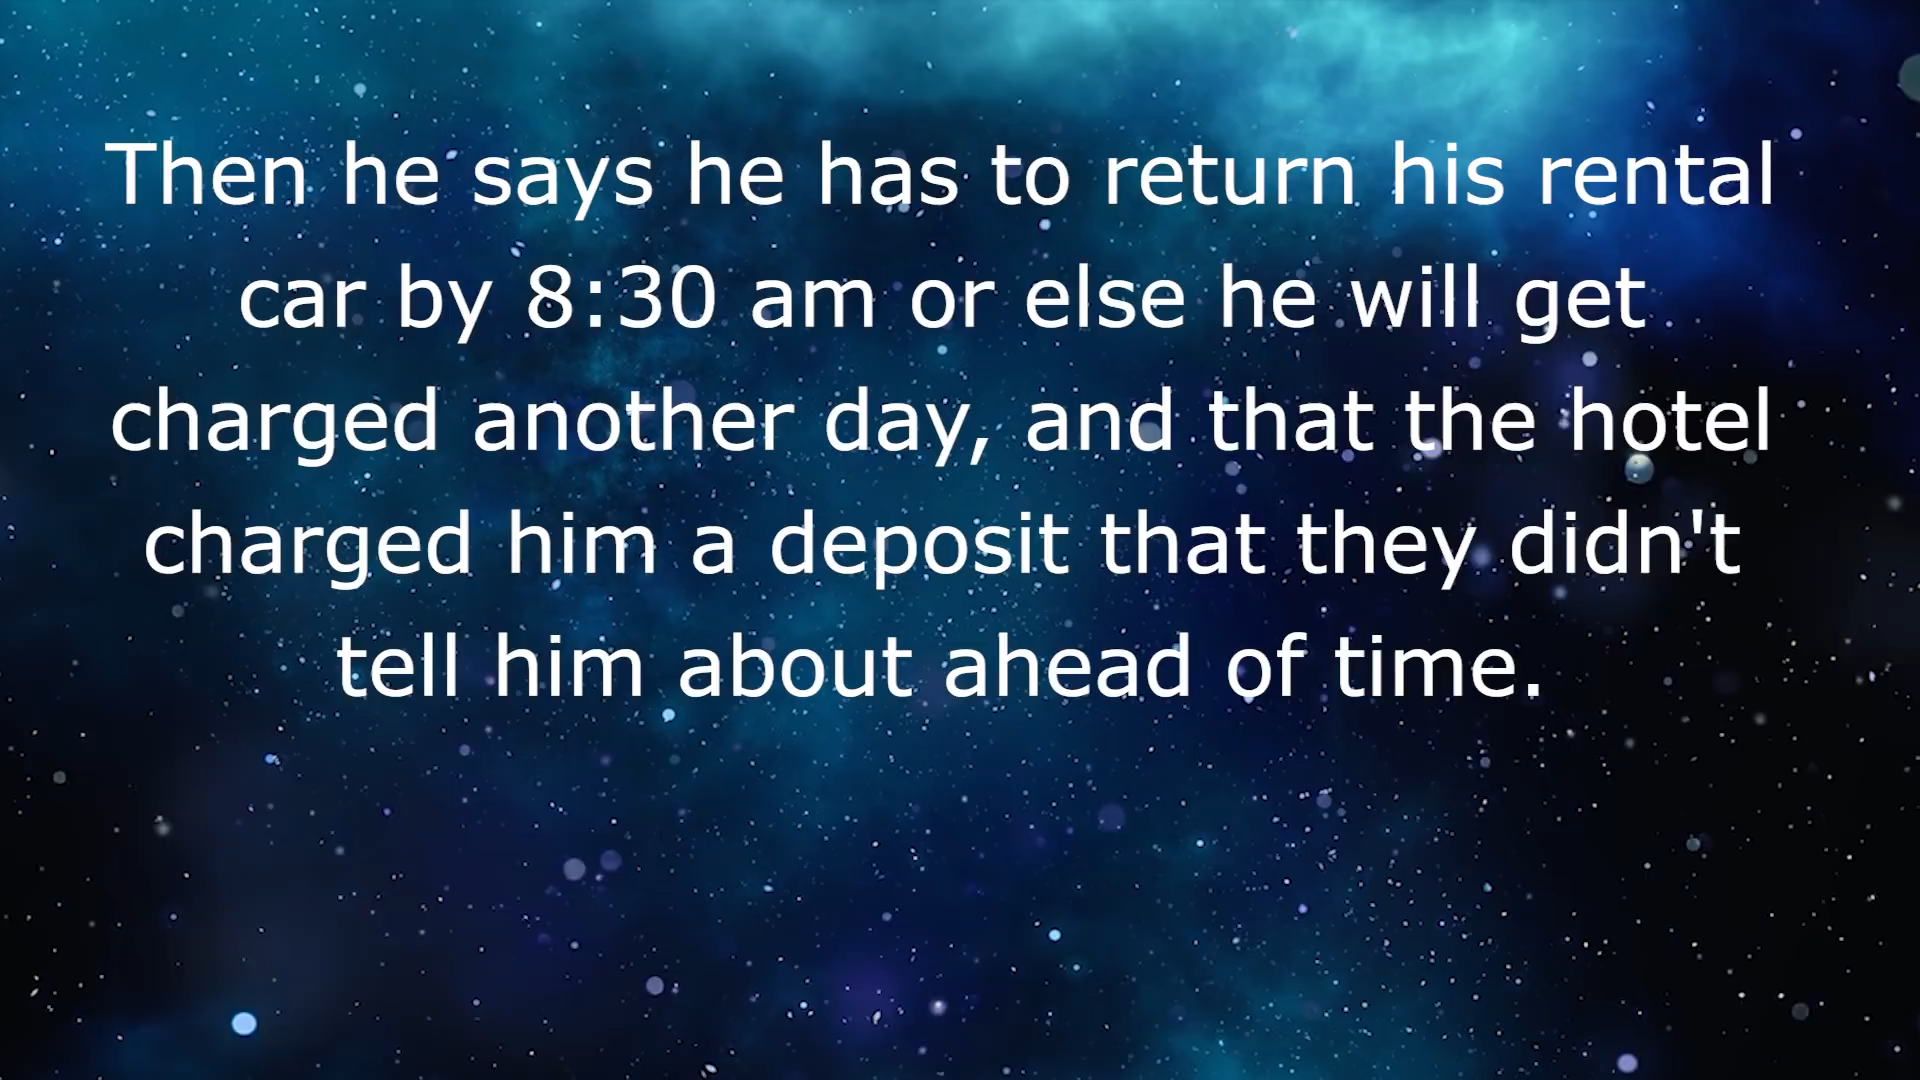 Then he says he has to return his rental
car by 8:30 am or else he will get
charged another day, and that the hotel
charged him a deposit that they didn't
tell him about ahead of time.